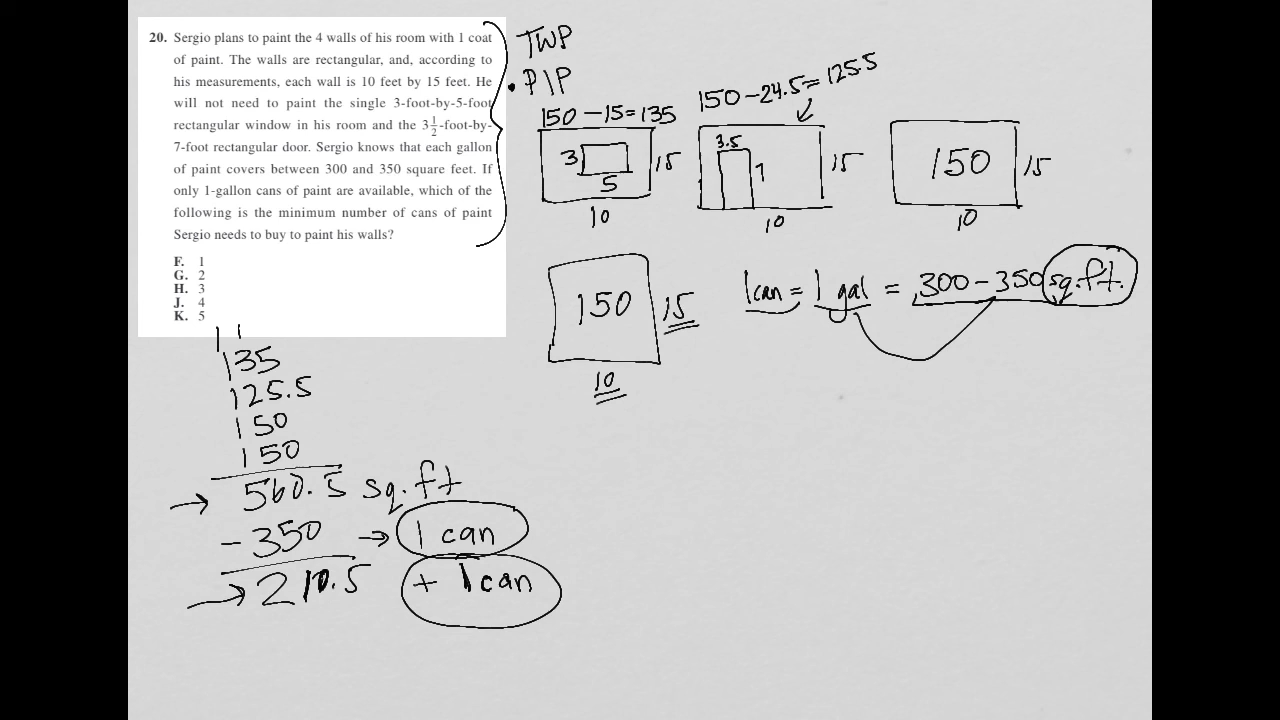 20. Sergio plans to paint the 4 walls of his room with 1 coat
of paint. The walls are rectangular, and, according to
his measurements, each wall is 10 feet by 15 feet. He
will not need to paint the single 3-foot-by-5-foot
rectangular window in his room and the 3 1/2-foot-by-
7-foot rectangular door. Sergio knows that each gallon
of paint covers between 300 and 350 square feet. If
only 1-gallon cans of paint are available, which of the
following is the minimum number of cans of paint
Sergio needs to buy to paint his walls?
F. 1
G. 2
H. 3
J. 4
K. 5
TWP
• P\P
150 - 15 = 135
3
5
15
10
150 - 24.5 = 125.5
3.5
7
15
10
150
15
10
150
15
10
1 can = 1 gal = 300 - 350 sq. ft.
1 1
135
125.5
150
150
→ 560.5 sq. ft
- 350 → 1 can
→ 210.5 + 1 can